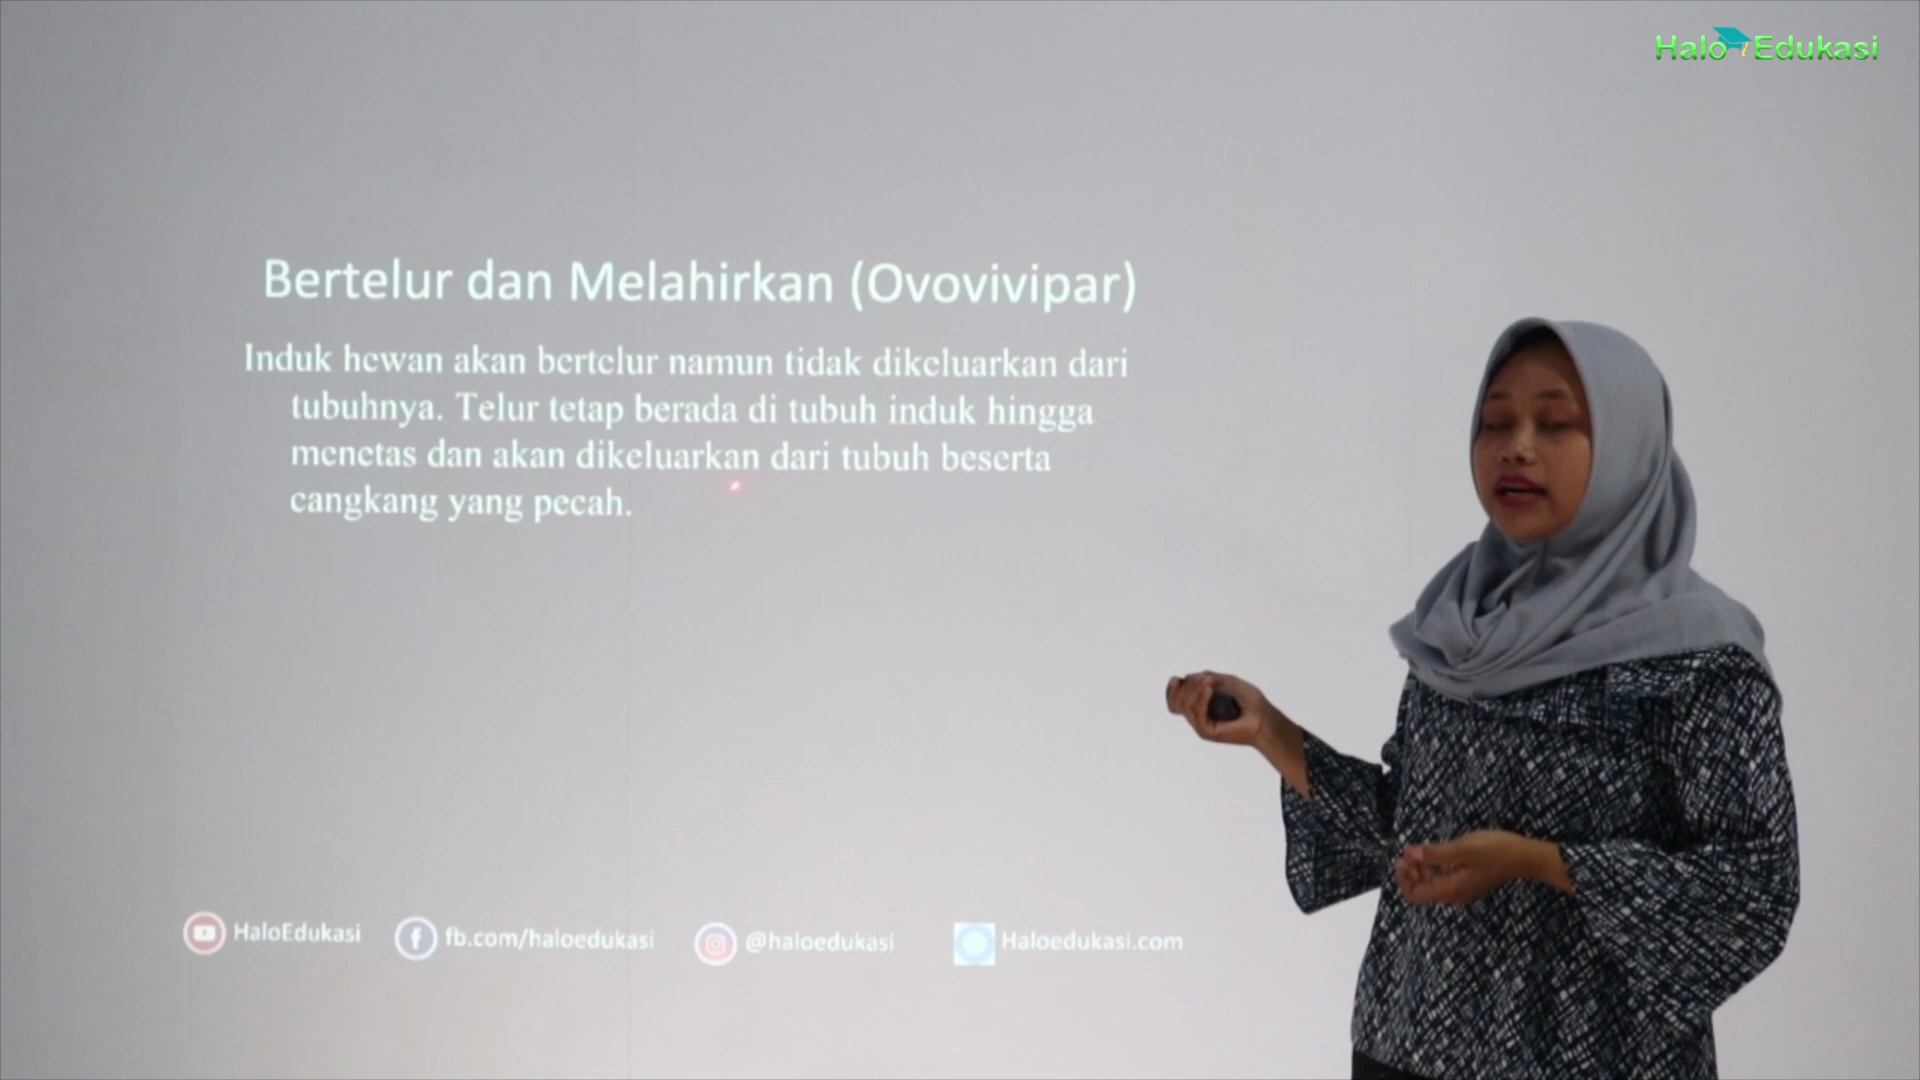 Halo Edukasi
Bertelur dan Melahirkan (Ovovivipar)
Induk hewan akan bertelur namun tidak dikeluarkan dari
tubuhnya. Telur tetap berada di tubuh induk hingga
menetas dan akan dikeluarkan dari tubuh beserta
cangkang yang pecah.
HaloEdukasi
fb.com/haloedukasi
@haloedukasi
Haloedukasi.com